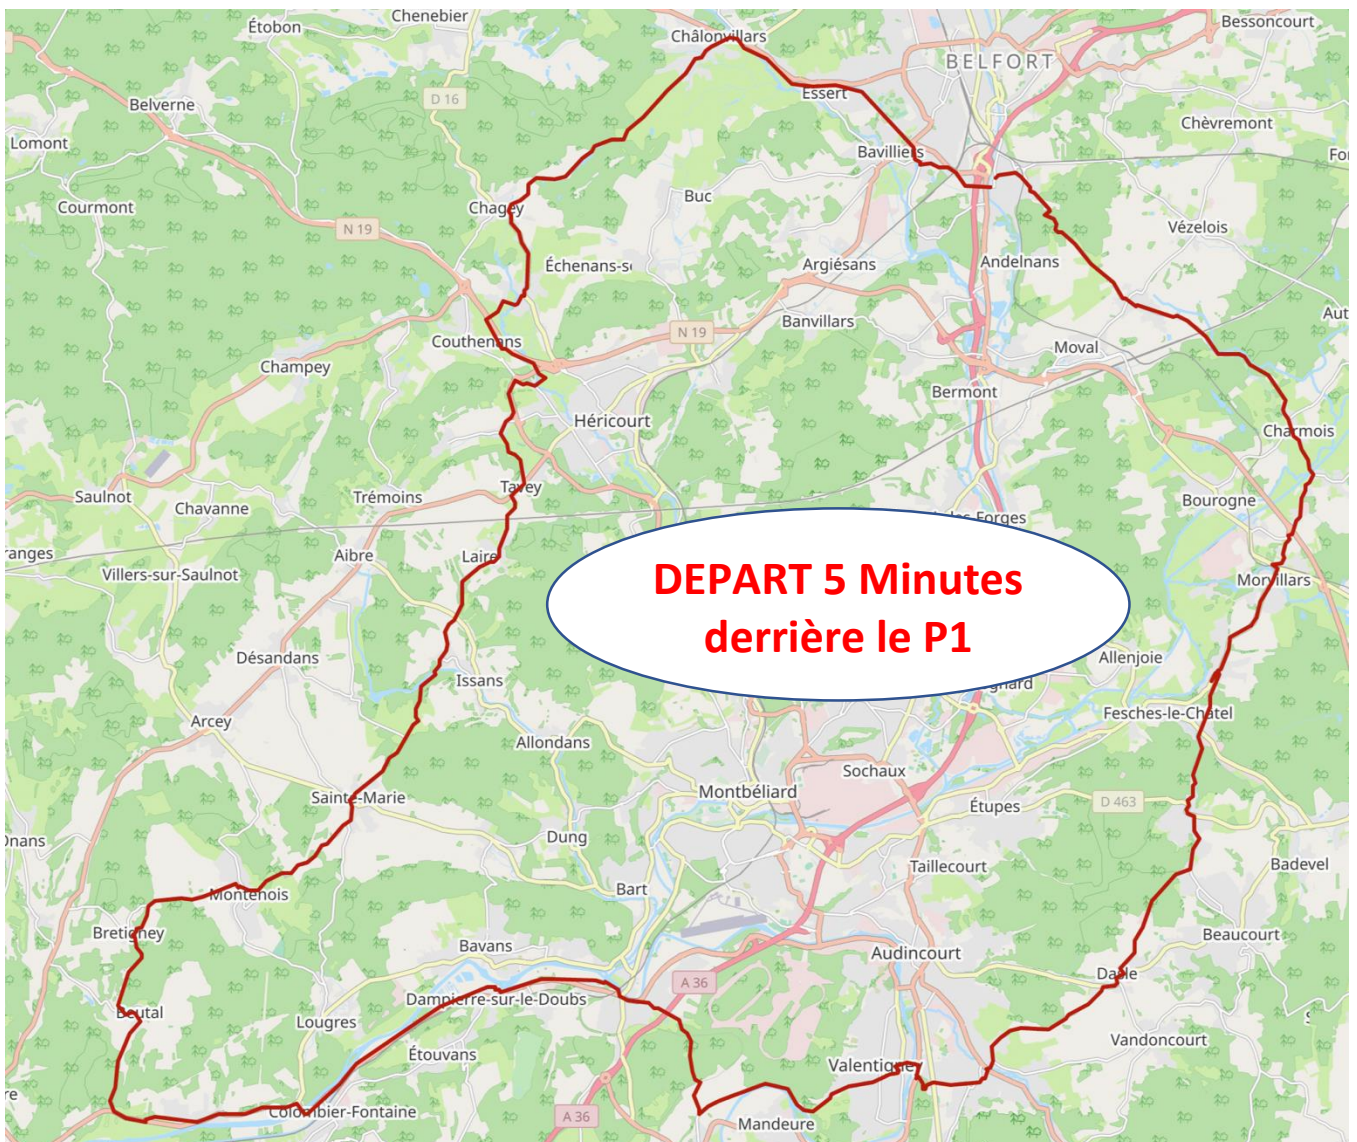 Étobon
Chenebier
Châlonvillars
Bessoncourt
BELFORT
D 16
Essert
Belverne
Chèvremont
Lomont
Bavilliers
Courmont
Chagey
Buc
Vézelois
N 19
Échenans-s
Argiésans
Andelnans
Banvillars
N 19
Couthenans
Moval
Champey
Bermont
Héricourt
Charmois
Saulnot
Trémoins
Tavey
Bourogne
Chavanne
Forges
Aibre
Laire
Villers-sur-Saulnot
Morvillars
DEPART 5 Minutes
derrière le P1
Désandans
Allenjoie
Issans
Arcey
Fesches-le-Châtel
Allondans
Sochaux
Montbéliard
Sainte-Marie
Étupes
D 463
Dung
Taillecourt
Badevel
Bart
Montenois
Bretigney
Bavans
Beaucourt
Audincourt
Dasle
A 36
Dampierre-sur-le-Doubs
Beutal
Lougres
Étouvans
Vandoncourt
Valentigney
Colombier-Fontaine
A 36
Mandeure